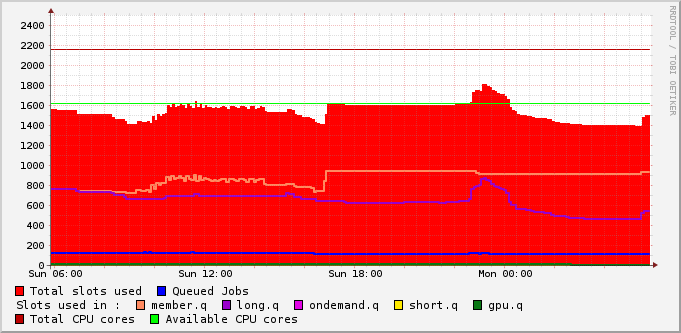 RRDTOOL / TOBI OETIKER
2400
2200
2000
1800
1600
1400
1200
1000
800
600
400
200
0
Sun 06:00 Sun 12:00 Sun 18:00 Mon 00:00
Total slots used Queued Jobs
Slots used in : member.q long.q ondemand.q short.q gpu.q
Total CPU cores Available CPU cores